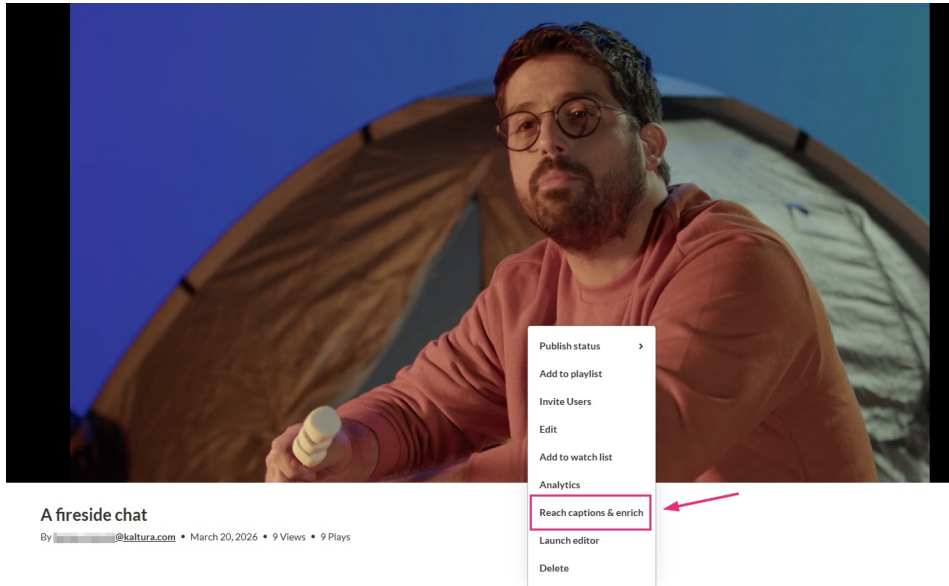 Publish status
Add to playlist
Invite Users
Edit
Add to watch list
Analytics
Reach captions & enrich
Launch editor
Delete
A fireside chat
By @kaltura.com • March 20, 2026 • 9 Views • 9 Plays